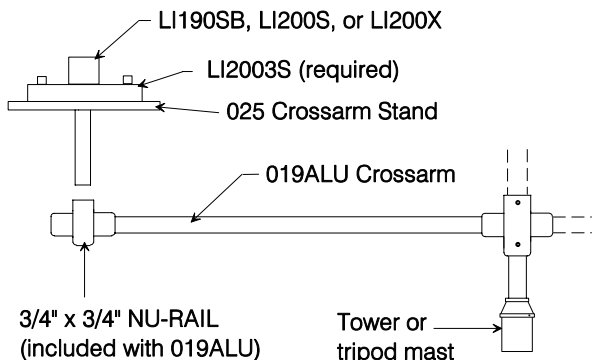 LI190SB, LI200S, or LI200X
LI2003S (required)
025 Crossarm Stand
019ALU Crossarm
3/4" x 3/4" NU-RAIL
(included with 019ALU)
Tower or
tripod mast